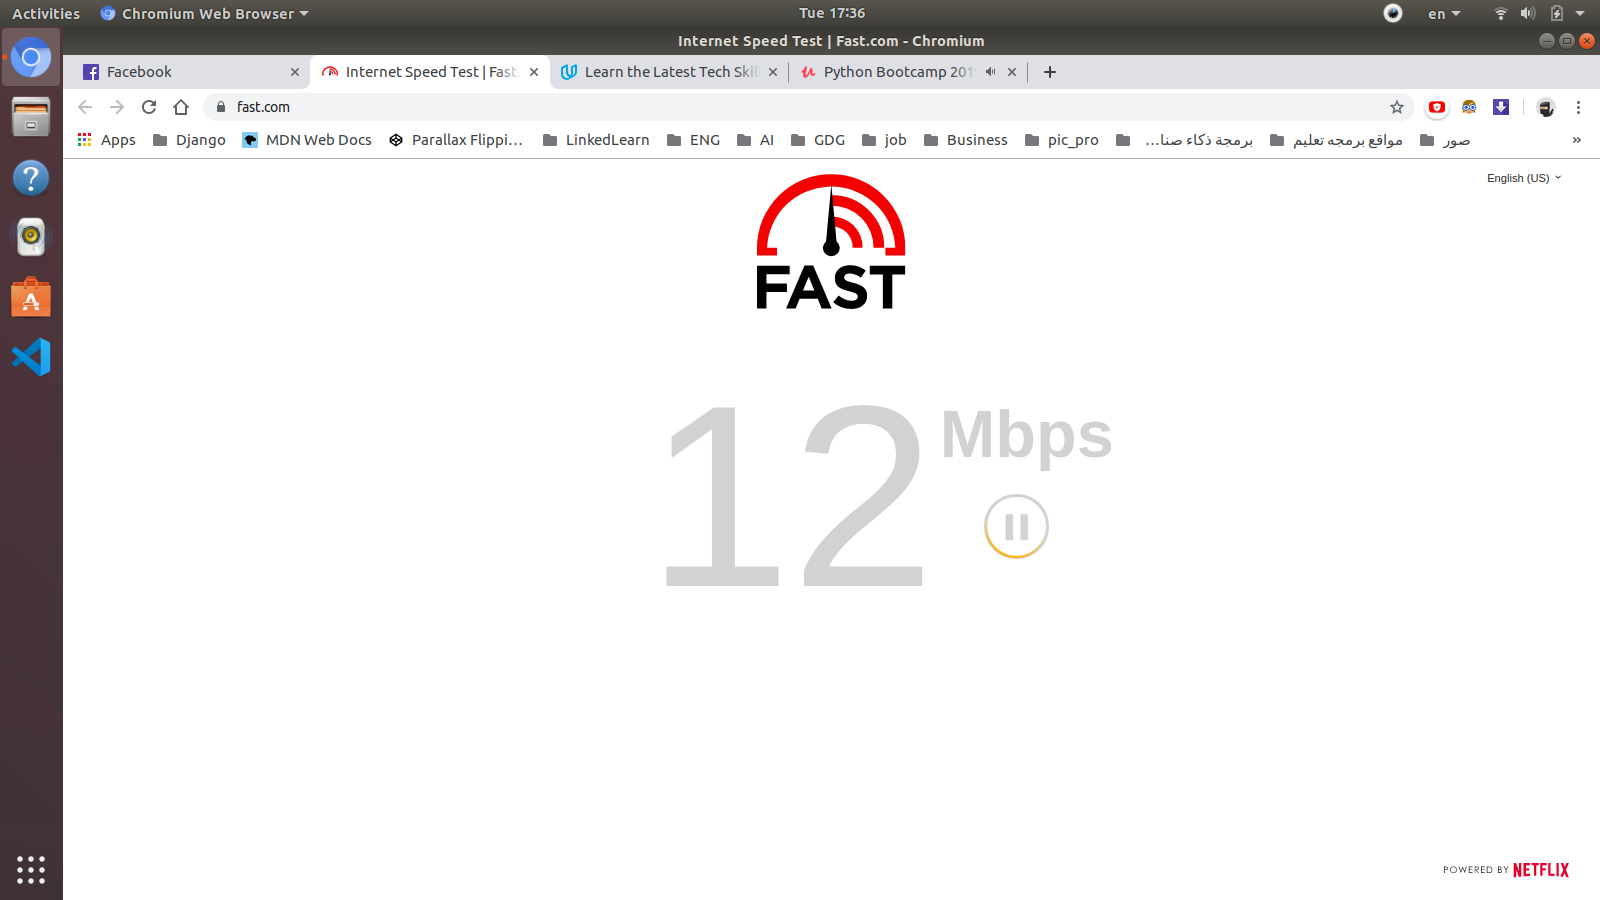 Activities Chromium Web Browser Tue 17:36 en
Internet Speed Test | Fast.com - Chromium
Facebook Internet Speed Test | Fast. Learn the Latest Tech Skil Python Bootcamp 201
fast.com
Apps Django MDN Web Docs Parallax Flippi... LinkedLearn ENG AI GDG job Business pic_pro برمجة ذكاء صنا... مواقع برمجه تعليم صور
English (US)
FAST
12 Mbps
POWERED BY NETFLIX